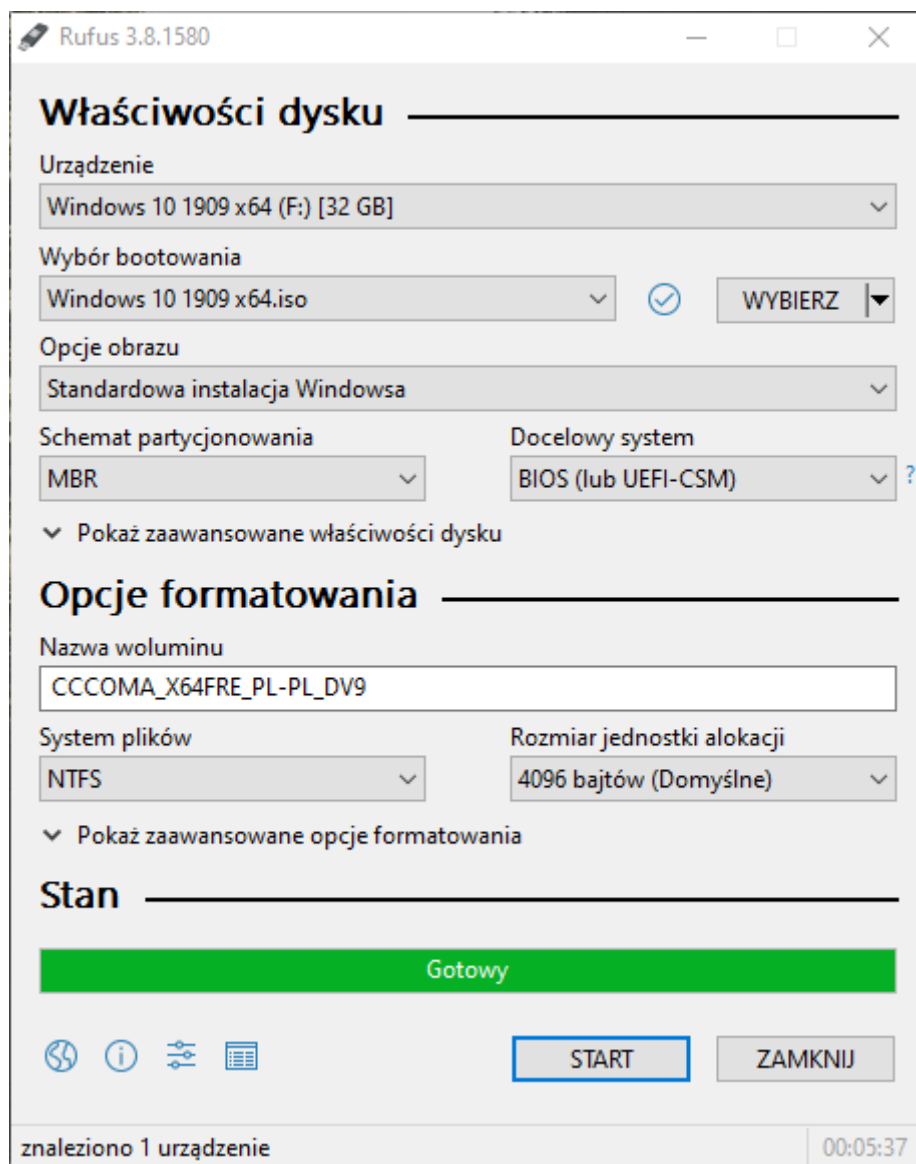 Rufus 3.8.1580
Właściwości dysku
Urządzenie
Windows 10 1909 x64 (F:) [32 GB]
Wybór bootowania
Windows 10 1909 x64.iso
WYBIERZ
Opcje obrazu
Standardowa instalacja Windowsa
Schemat partycjonowania
Docelowy system
MBR
BIOS (lub UEFI-CSM)
?
Pokaż zaawansowane właściwości dysku
Opcje formatowania
Nazwa woluminu
CCCOMA_X64FRE_PL-PL_DV9
System plików
Rozmiar jednostki alokacji
NTFS
4096 bajtów (Domyślne)
Pokaż zaawansowane opcje formatowania
Stan
Gotowy
START
ZAMKNIJ
znaleziono 1 urządzenie
00:05:37